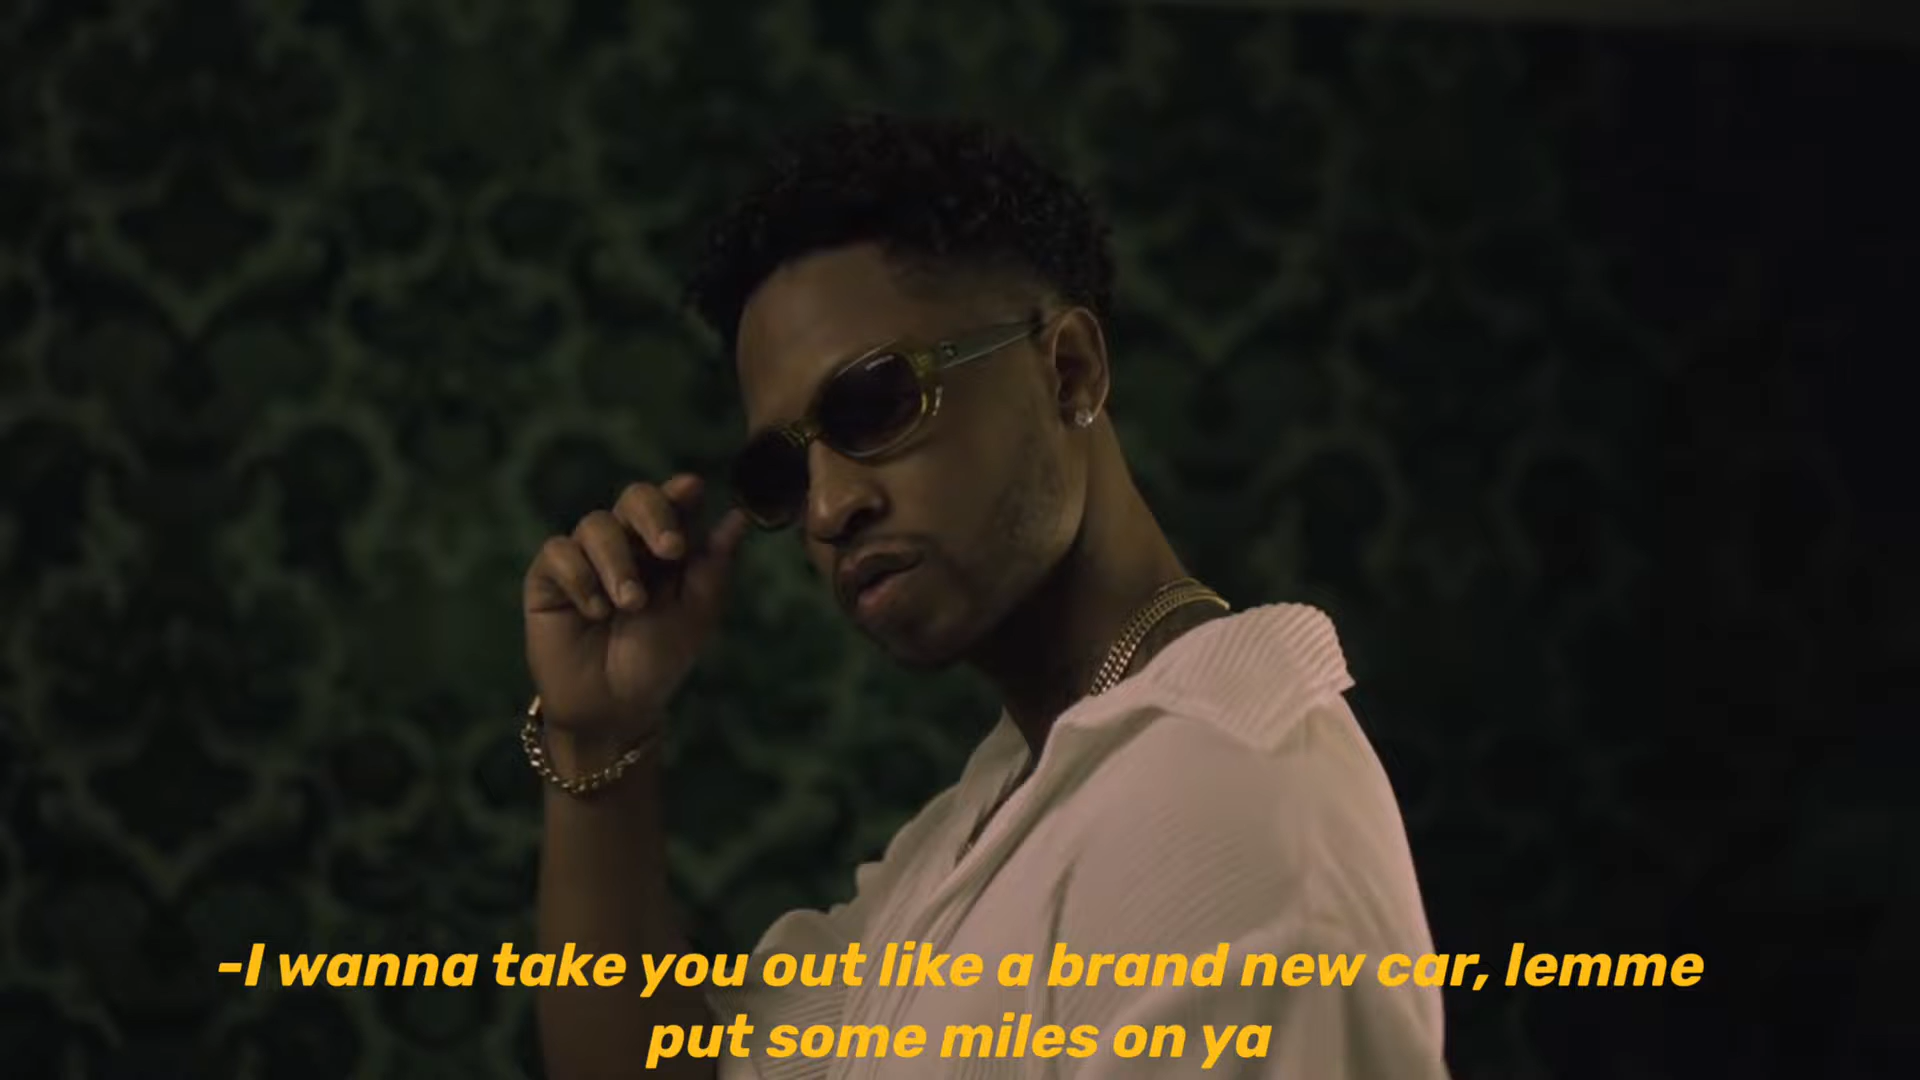 -I wanna take you out like a brand new car, lemme
put some miles on ya